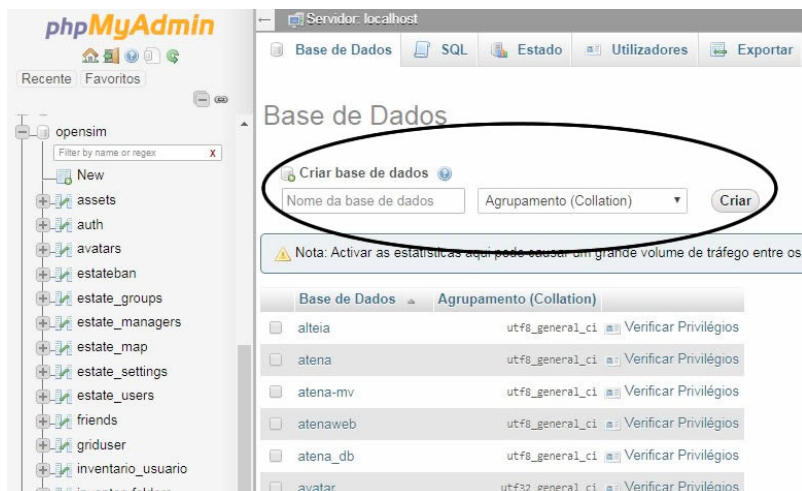 phpMyAdmin
Recente Favoritos
opensim
Filter by name or regex X
New
assets
auth
avatars
estateban
estate_groups
estate_managers
estate_map
estate_settings
estate_users
friends
griduser
inventario_usuario
Servidor: localhost
Base de Dados SQL Estado Utilizadores Exportar
Base de Dados
Criar base de dados
Nome da base de dados Agrupamento (Collation) Criar
Nota: Activar as estatísticas aqui pode causar um grande volume de tráfego entre os
Base de Dados Agrupamento (Collation)
alteia utf8_general_ci Verificar Privilégios
atena utf8_general_ci Verificar Privilégios
atena-mv utf8_general_ci Verificar Privilégios
atenaweb utf8_general_ci Verificar Privilégios
atena_db utf8_general_ci Verificar Privilégios
avatar utf32_general_ci Verificar Privilégios